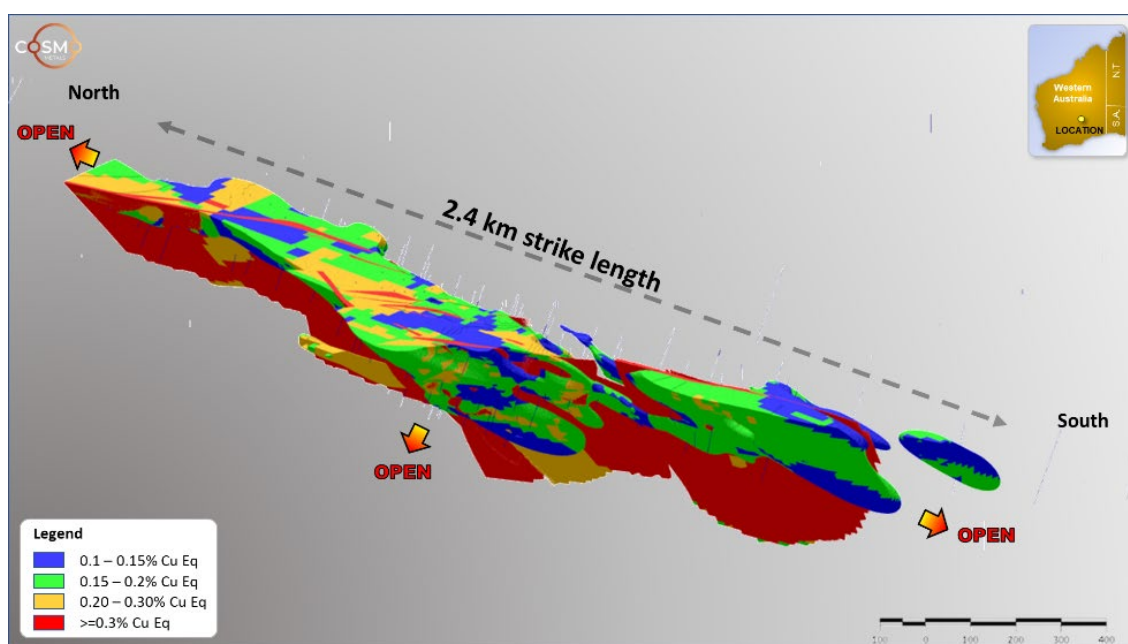 COSMO
METALS
North
OPEN
2.4 km strike length
Western
Australia
N.T
S.A.
LOCATION
OPEN
South
OPEN
Legend
0.1 – 0.15% Cu Eq
0.15 – 0.2% Cu Eq
0.20 – 0.30% Cu Eq
>=0.3% Cu Eq
100 0 100 200 300 400